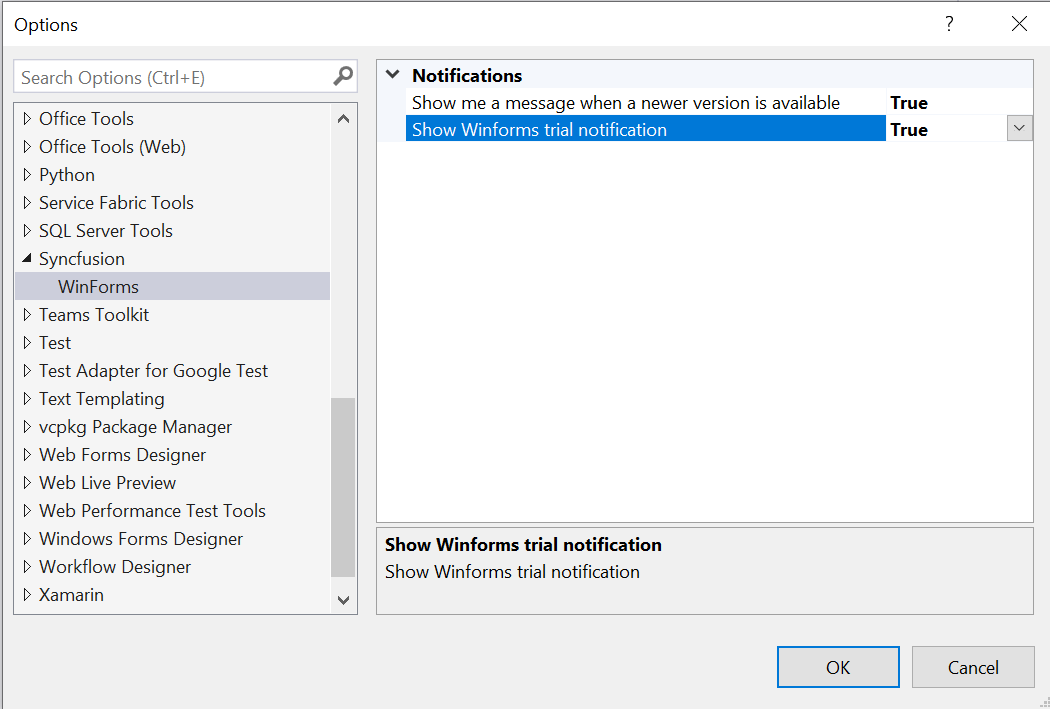 Options
?
Search Options (Ctrl+E)
Office Tools
Office Tools (Web)
Python
Service Fabric Tools
SQL Server Tools
Syncfusion
WinForms
Teams Toolkit
Test
Test Adapter for Google Test
Text Templating
vcpkg Package Manager
Web Forms Designer
Web Live Preview
Web Performance Test Tools
Windows Forms Designer
Workflow Designer
Xamarin
Notifications
Show me a message when a newer version is available True
Show Winforms trial notification True
Show Winforms trial notification
Show Winforms trial notification
OK Cancel